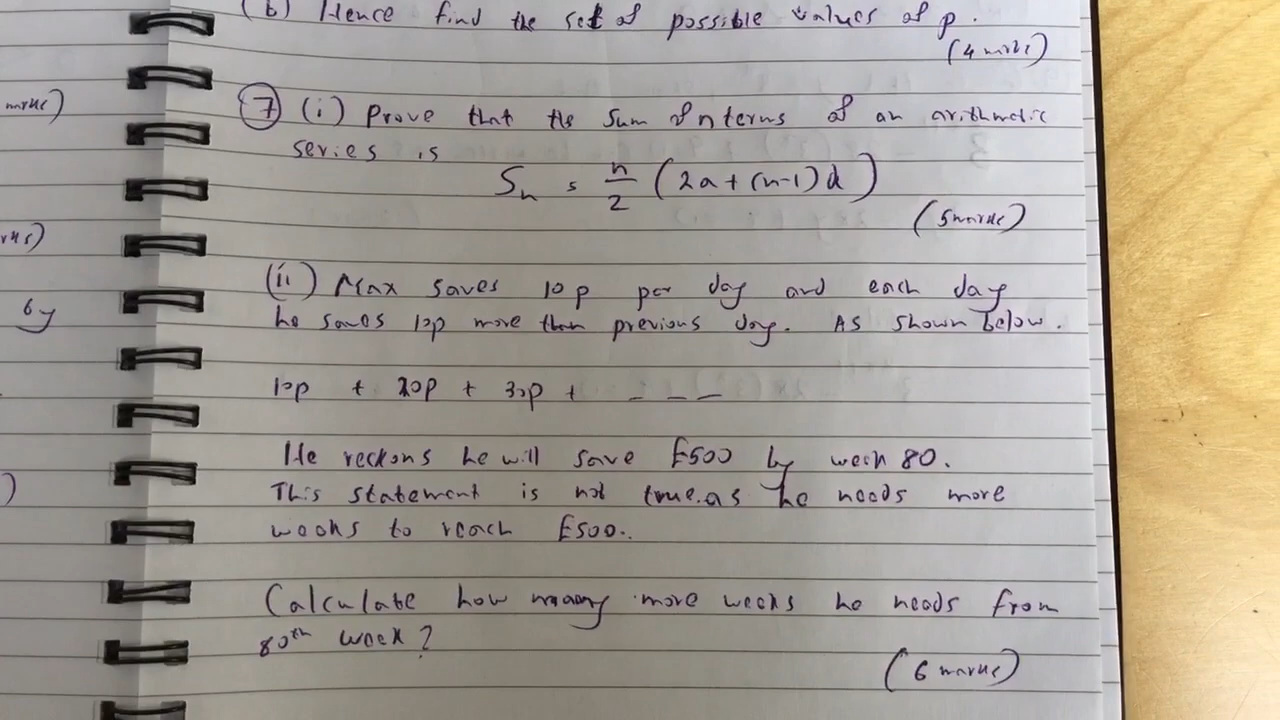 (b) Hence find the set of possible values of p.
(4 marks)
marks)
⑦ (i) Prove that the sum of n terms of an arithmetic
series is
Sn = n/2 (2a + (n-1)d)
(5 marks)
rks)
(ii) Max saves 10p per day and each day
by
he saves 10p more than previous day. As shown below.
10p + 20p + 30p + _ _ _
He reckons he will save £500 by week 80.
)
This statement is not true as he needs more
weeks to reach £500.
Calculate how many more weeks he needs from
80th week?
(6 marks)